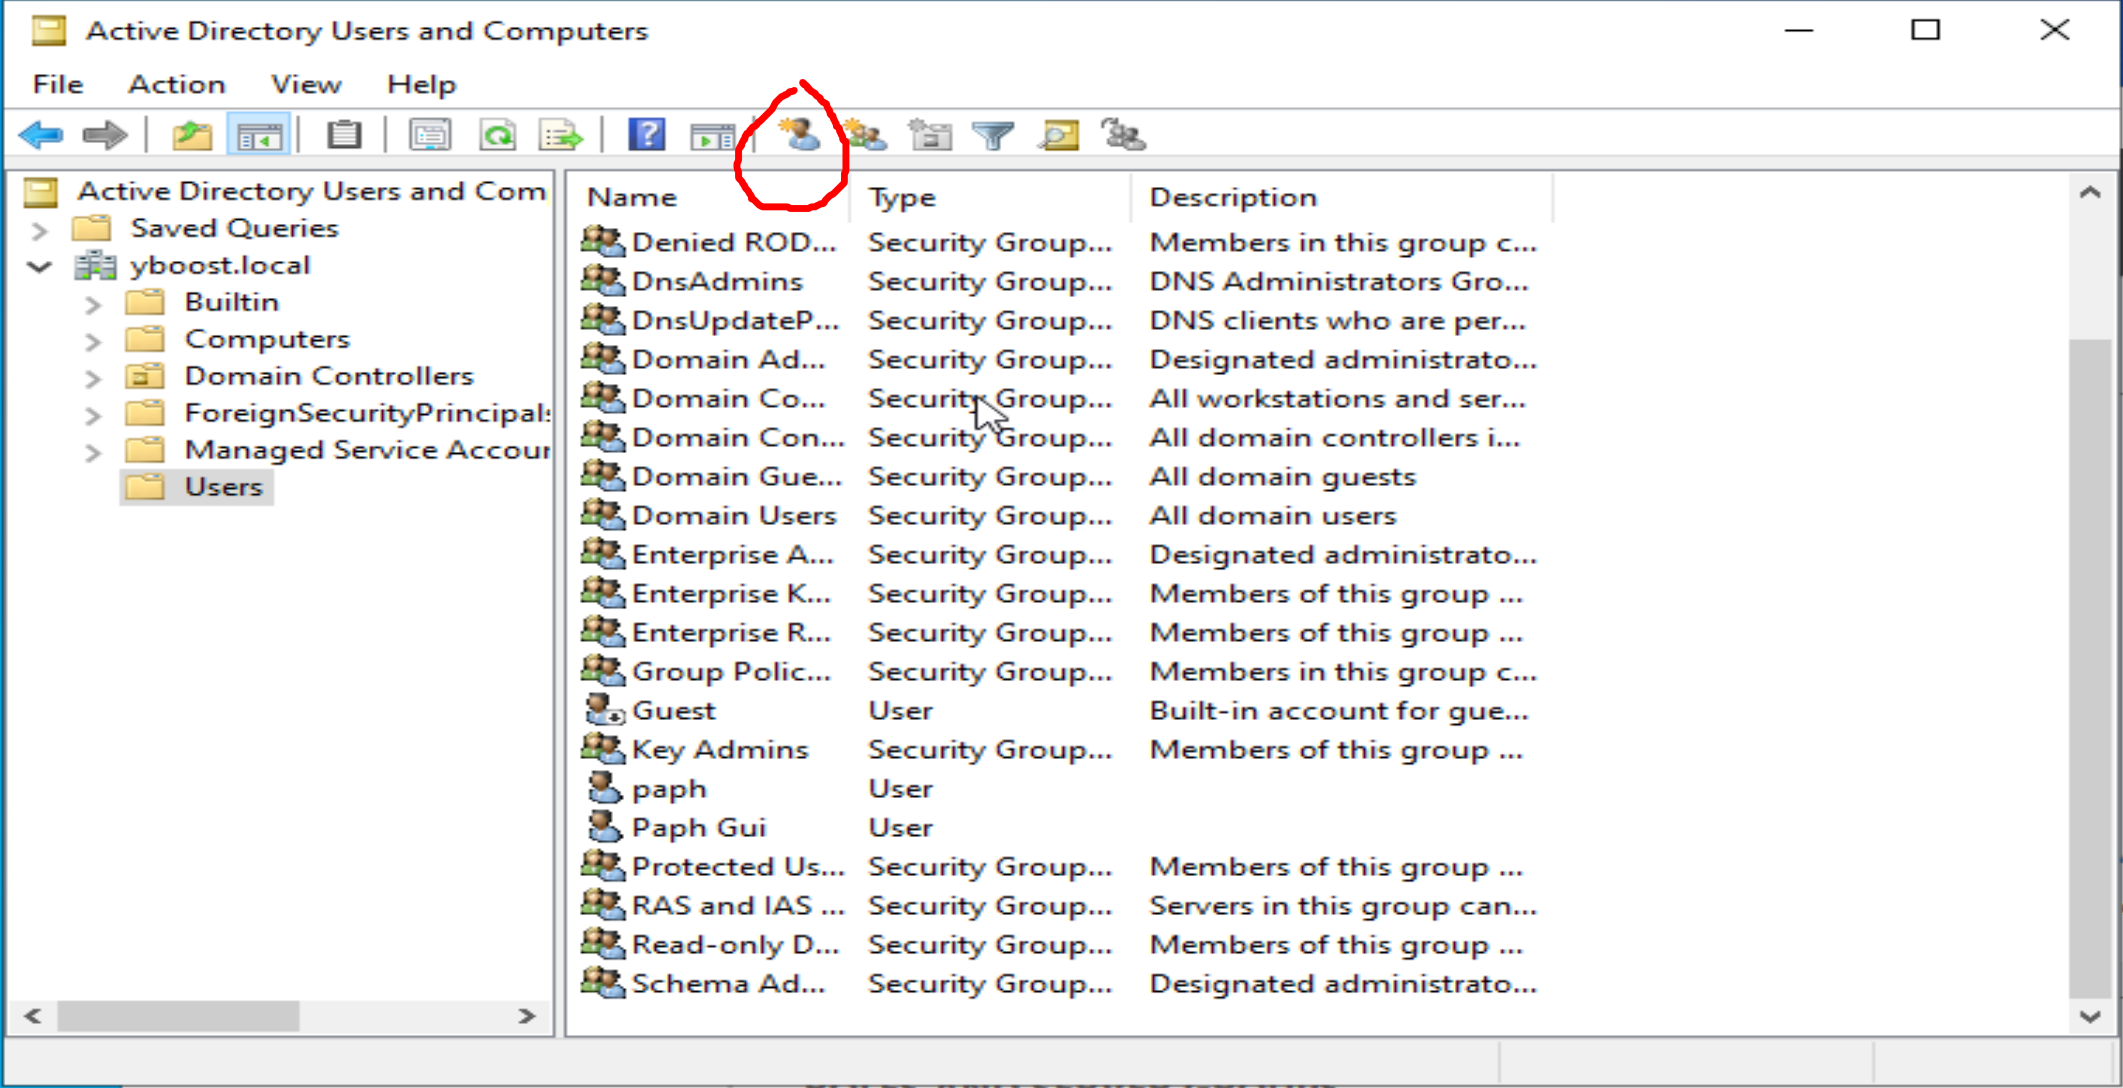 Active Directory Users and Computers
File Action View Help
Active Directory Users and Com
Saved Queries
yboost.local
Builtin
Computers
Domain Controllers
ForeignSecurityPrincipals
Managed Service Accour
Users
Name Type Description
Denied ROD... Security Group... Members in this group c...
DnsAdmins Security Group... DNS Administrators Gro...
DnsUpdateP... Security Group... DNS clients who are per...
Domain Ad... Security Group... Designated administrato...
Domain Co... Security Group... All workstations and ser...
Domain Con... Security Group... All domain controllers i...
Domain Gue... Security Group... All domain guests
Domain Users Security Group... All domain users
Enterprise A... Security Group... Designated administrato...
Enterprise K... Security Group... Members of this group ...
Enterprise R... Security Group... Members of this group ...
Group Polic... Security Group... Members in this group c...
Guest User Built-in account for gue...
Key Admins Security Group... Members of this group ...
paph User
Paph Gui User
Protected Us... Security Group... Members of this group ...
RAS and IAS ... Security Group... Servers in this group can...
Read-only D... Security Group... Members of this group ...
Schema Ad... Security Group... Designated administrato...